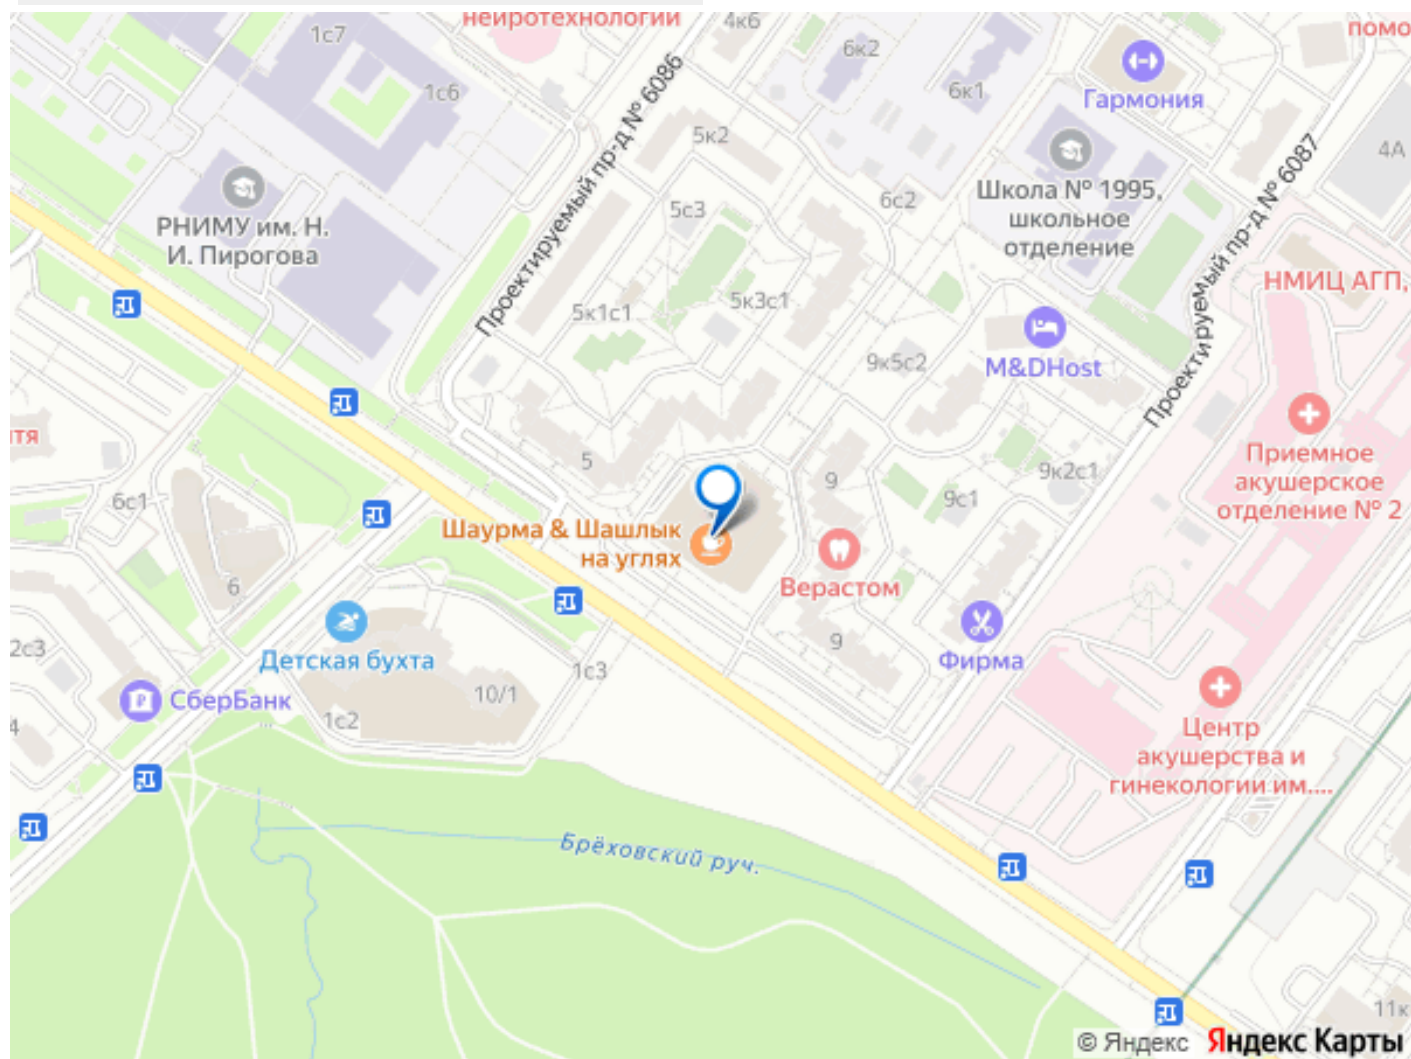 нейротехнологии
4к6
1с7
6к2
помо
1с6
6к1
Гармония
Проектируемый пр-д № 6086
5к2
4А
РНИМУ им. Н.
И. Пирогова
5с3
6с2
Школа № 1995,
школьное
отделение
Проектируемый пр-д № 6087
НМИЦ АГП,
5к1с1
5к3с1
9к5с2
M&DHost
тя
5
9
9к2с1
9с1
Приемное
акушерское
отделение № 2
6с1
Шаурма & Шашлык
на углях
Верастом
6
2с3
Детская бухта
1с3
9
Фирма
СберБанк
10/1
1с2
4
Центр
акушерства и
гинекологии им....
Брёховский руч.
11к
© Яндекс Яндекс Карты